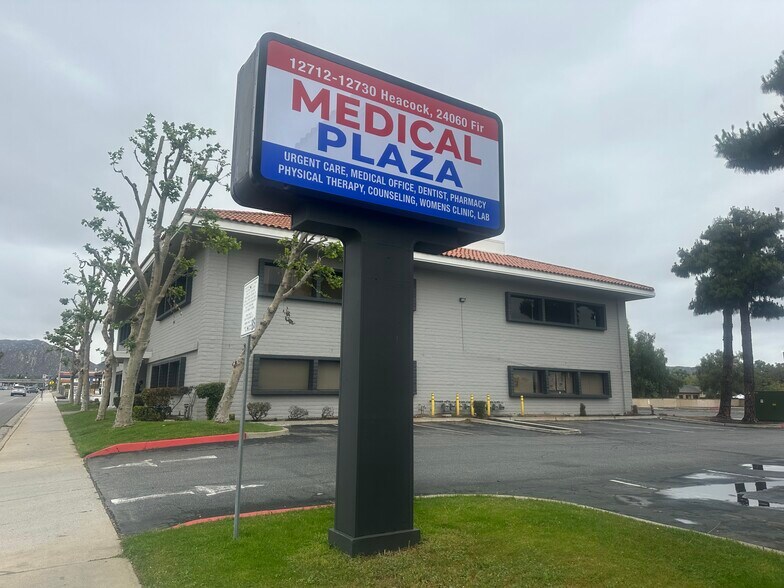 12712-12730 Heacock, 24060 Fir
MEDICAL
PLAZA
URGENT CARE, MEDICAL OFFICE, DENTIST, PHARMACY
PHYSICAL THERAPY, COUNSELING, WOMENS CLINIC, LAB